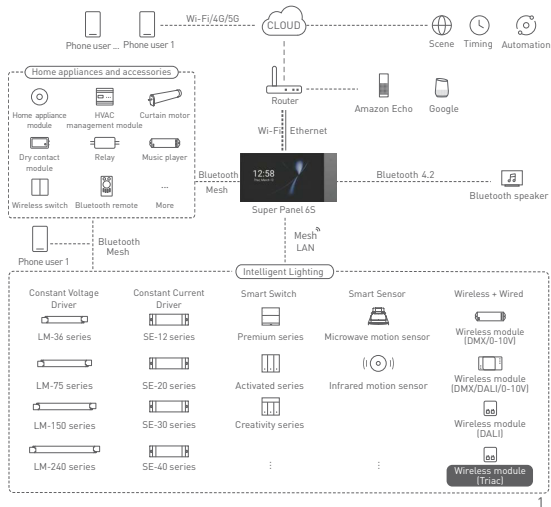 Wi-Fi/4G/5G
CLOUD
Phone user ...
Phone user 1
Scene
Timing
Automation
Home appliances and accessories
Home appliance
module
HVAC
management module
Curtain motor
Dry contact
module
Relay
Music player
Wireless switch
Bluetooth remote
...
More
Router
Amazon Echo
Google
Wi-Fi
Ethernet
Bluetooth
Mesh
12:58
Super Panel 6S
Bluetooth 4.2
Bluetooth speaker
Phone user 1
Bluetooth
Mesh
Mesh
LAN
Intelligent Lighting
Constant Voltage
Driver
LM-36 series
LM-75 series
LM-150 series
LM-240 series
Constant Current
Driver
SE-12 series
SE-20 series
SE-30 series
SE-40 series
Smart Switch
Premium series
Activated series
Creativity series
⋮
Smart Sensor
Microwave motion sensor
Infrared motion sensor
⋮
Wireless + Wired
Wireless module
(DMX/0-10V)
Wireless module
(DMX/DALI/0-10V)
Wireless module
(DALI)
Wireless module
(Triac)
1